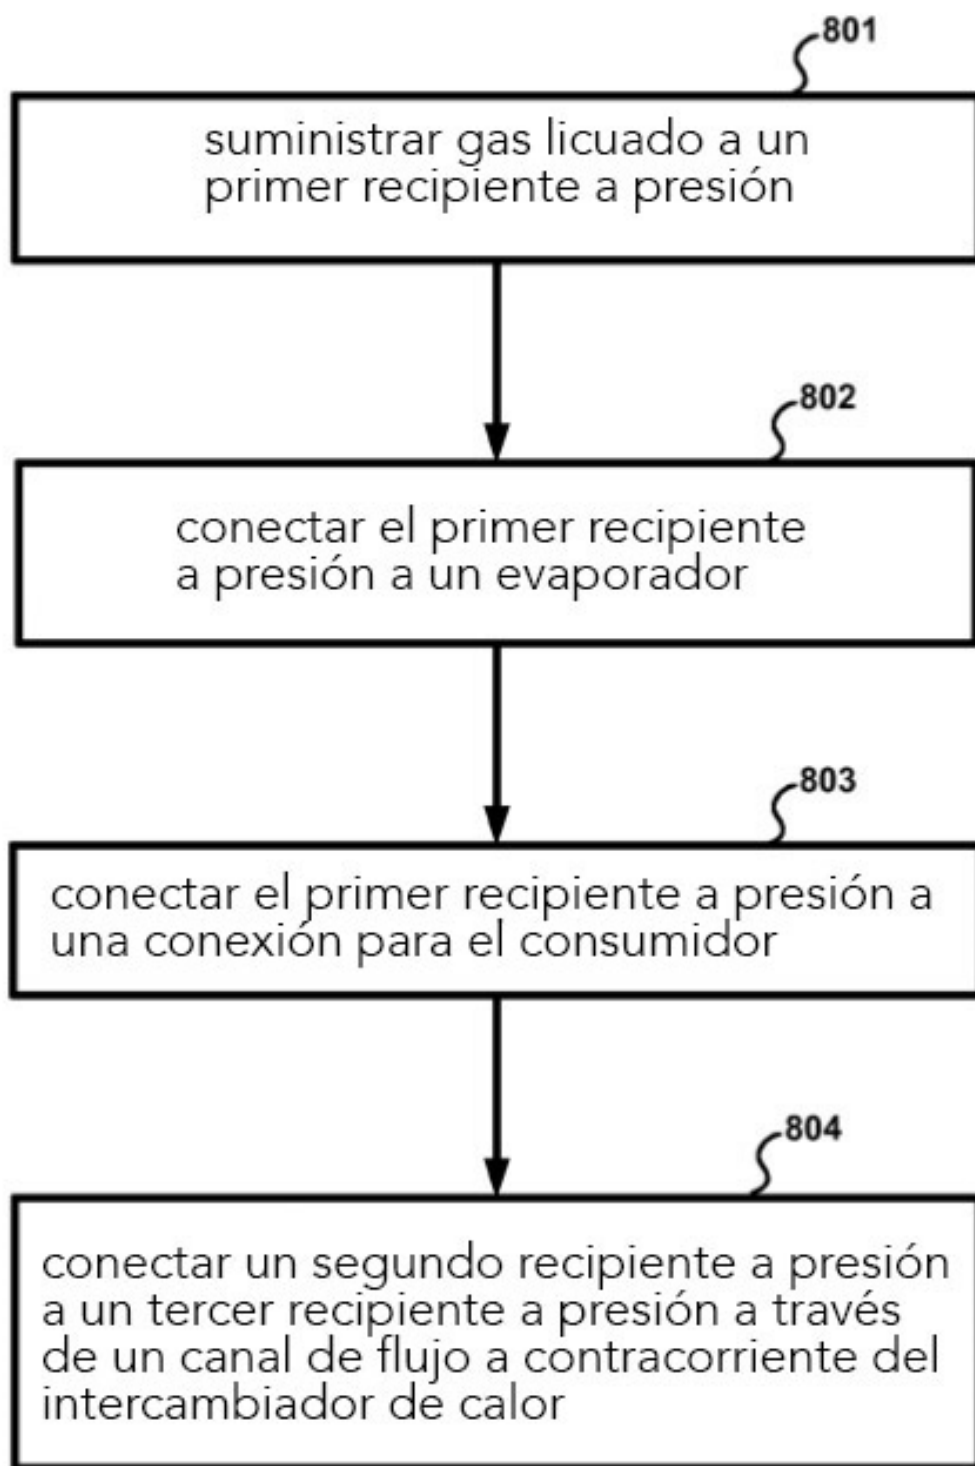 801
suministrar gas licuado a un
primer recipiente a presión
802
conectar el primer recipiente
a presión a un evaporador
803
conectar el primer recipiente a presión a
una conexión para el consumidor
804
conectar un segundo recipiente a presión
a un tercer recipiente a presión a través
de un canal de flujo a contracorriente del
intercambiador de calor